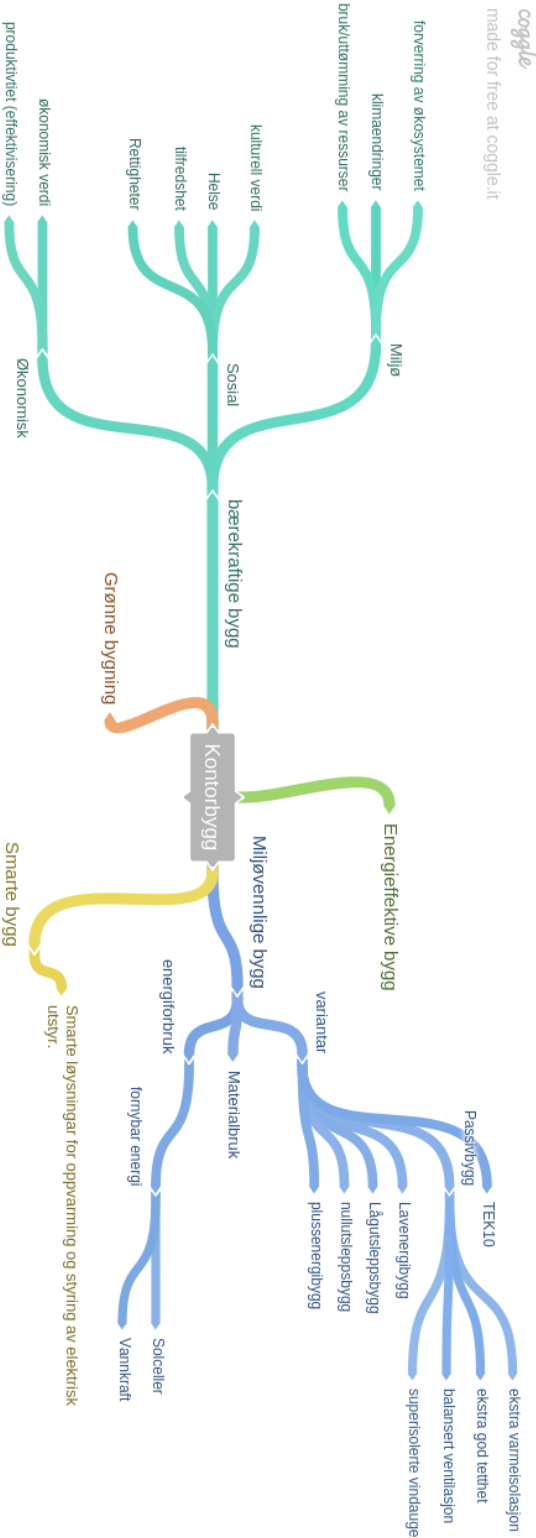 coggle
made for free at coggle.it
forverring av økosystemet
klimaendringer
bruk/uttømming av ressurser
Miljø
kulturell verdi
Helse
tilfredshet
Rettigheter
Sosial
økonomisk verdi
produktivtiet (effektivisering)
Økonomisk
bærekraftige bygg
Grønne bygning
Kontorbygg
Energieffektive bygg
Miljøvennlige bygg
variantar
TEK10
Passivbygg
ekstra varmeisolasjon
ekstra god tetthet
balansert ventilasjon
superisolerte vindauge
Lavenergibygg
Lågutsleppsbygg
nullutsleppsbygg
plussenergibygg
Materialbruk
energiforbruk
fornybar energi
Solceller
Vannkraft
Smarte bygg
Smarte løysningar for oppvarming og styring av elektrisk
utstyr.